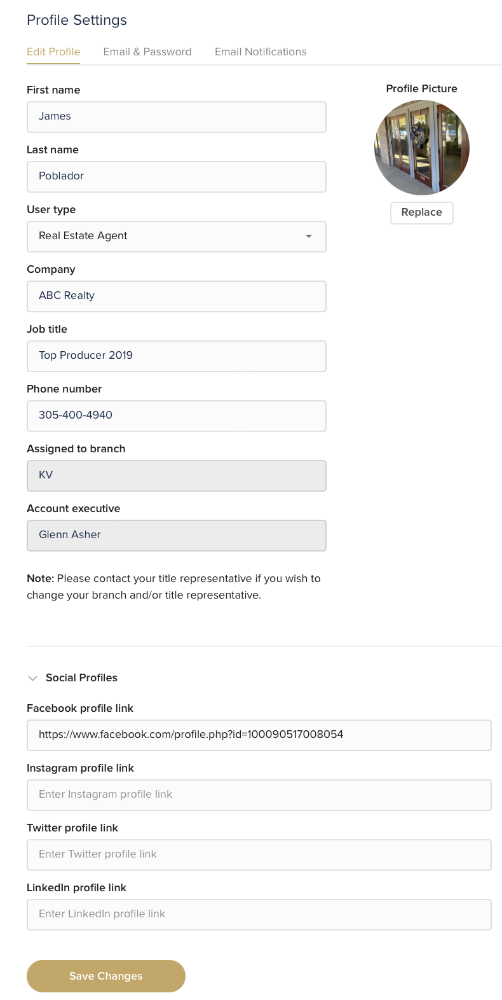 Profile Settings
Edit Profile Email & Password Email Notifications
First name
James
Last name
Poblador
User type
Real Estate Agent
Company
ABC Realty
Job title
Top Producer 2019
Phone number
305-400-4940
Assigned to branch
KV
Account executive
Glenn Asher
Note: Please contact your title representative if you wish to
change your branch and/or title representative.
Profile Picture
Replace
Social Profiles
Facebook profile link
https://www.facebook.com/profile.php?id=100090517008054
Instagram profile link
Enter Instagram profile link
Twitter profile link
Enter Twitter profile link
LinkedIn profile link
Enter LinkedIn profile link
Save Changes